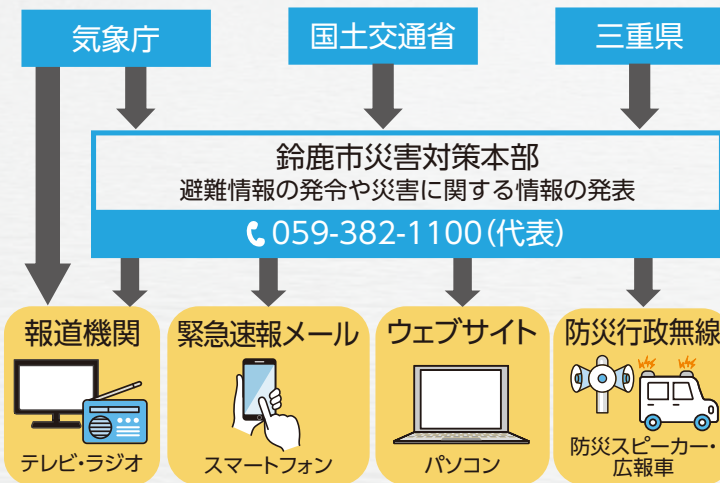 気象庁
国土交通省
三重県
鈴鹿市災害対策本部
避難情報の発令や災害に関する情報の発表
059-382-1100(代表)
報道機関
緊急速報メール
ウェブサイト
防災行政無線
テレビ・ラジオ
スマートフォン
パソコン
防災スピーカー・
広報車